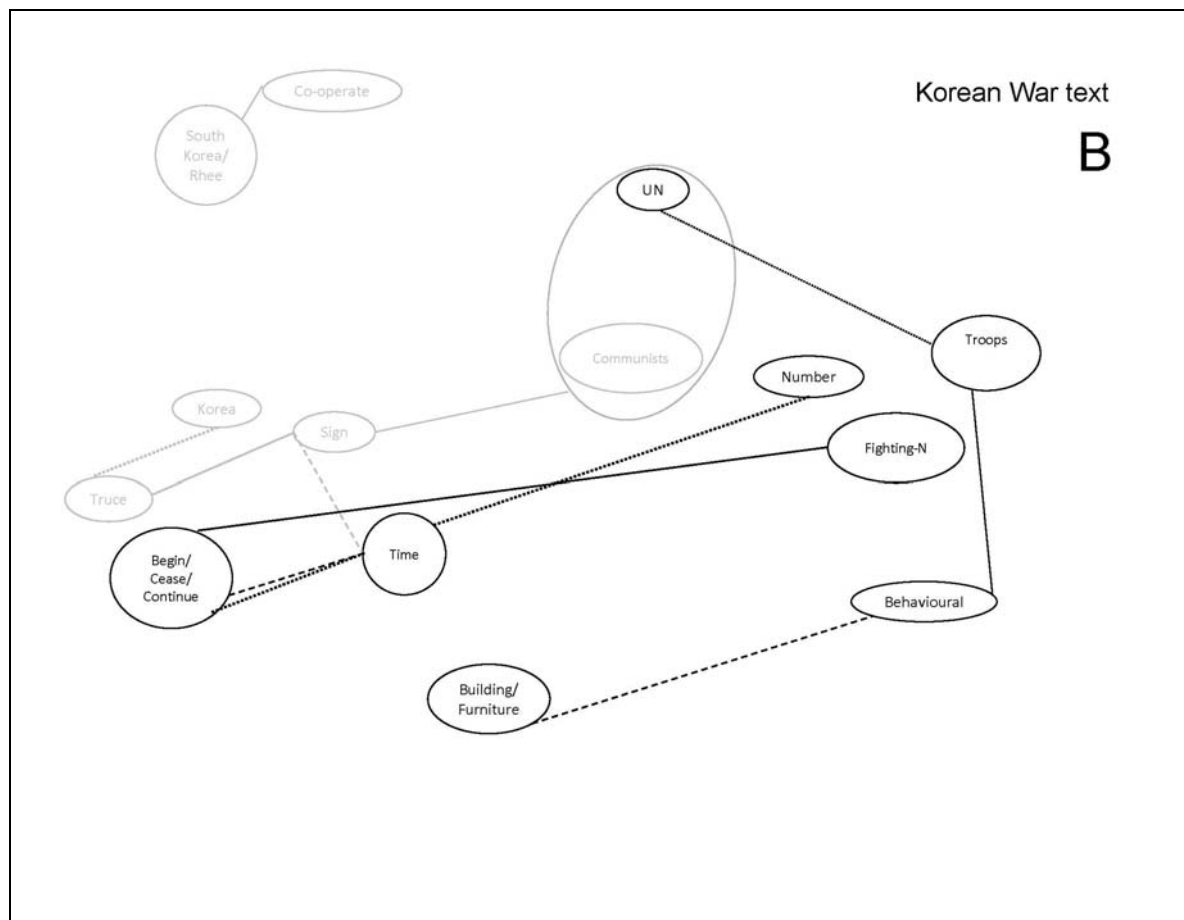 Korean War text
B
Co-operate
South
Korea/
Rhee
UN
Troops
Communists
Number
Korea
Sign
Fighting-N
Truce
Begin/
Cease/
Continue
Time
Behavioural
Building/
Furniture